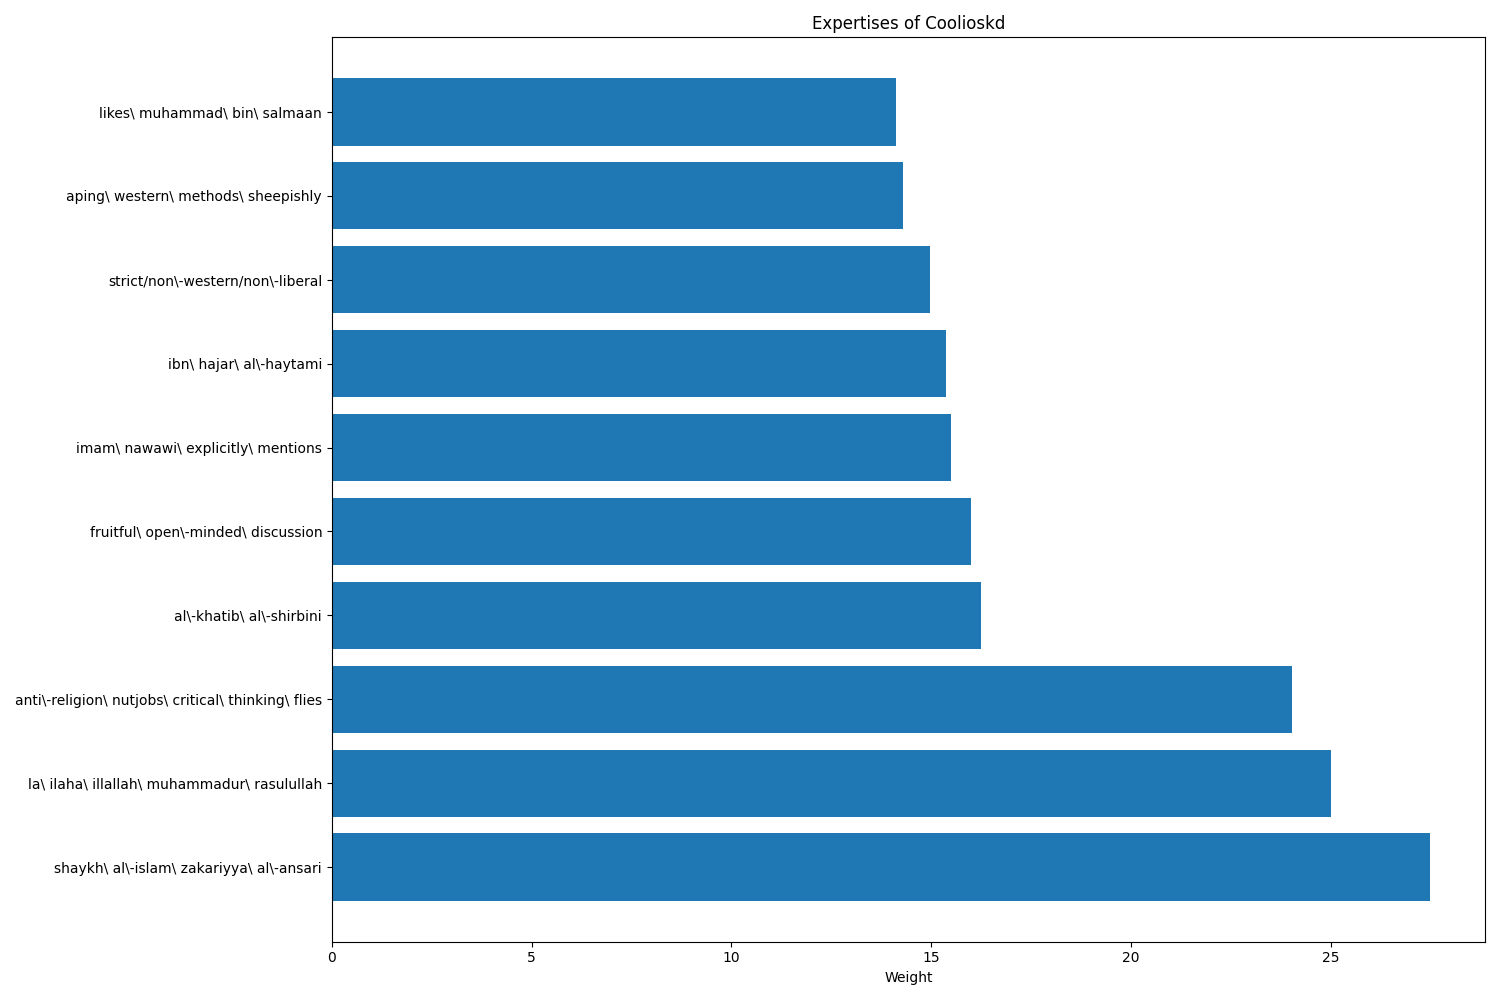 Expertises of Coolioskd
likes\ muhammad\ bin\ salmaan
aping\ western\ methods\ sheepishly
strict/non\-western/non\-liberal
ibn\ hajar\ al\-haytami
imam\ nawawi\ explicitly\ mentions
fruitful\ open\-minded\ discussion
al\-khatib\ al\-shirbini
anti\-religion\ nutjobs\ critical\ thinking\ flies
la\ ilaha\ illallah\ muhammadur\ rasulullah
shaykh\ al\-islam\ zakariyya\ al\-ansari
0 5 10 15 20 25
Weight